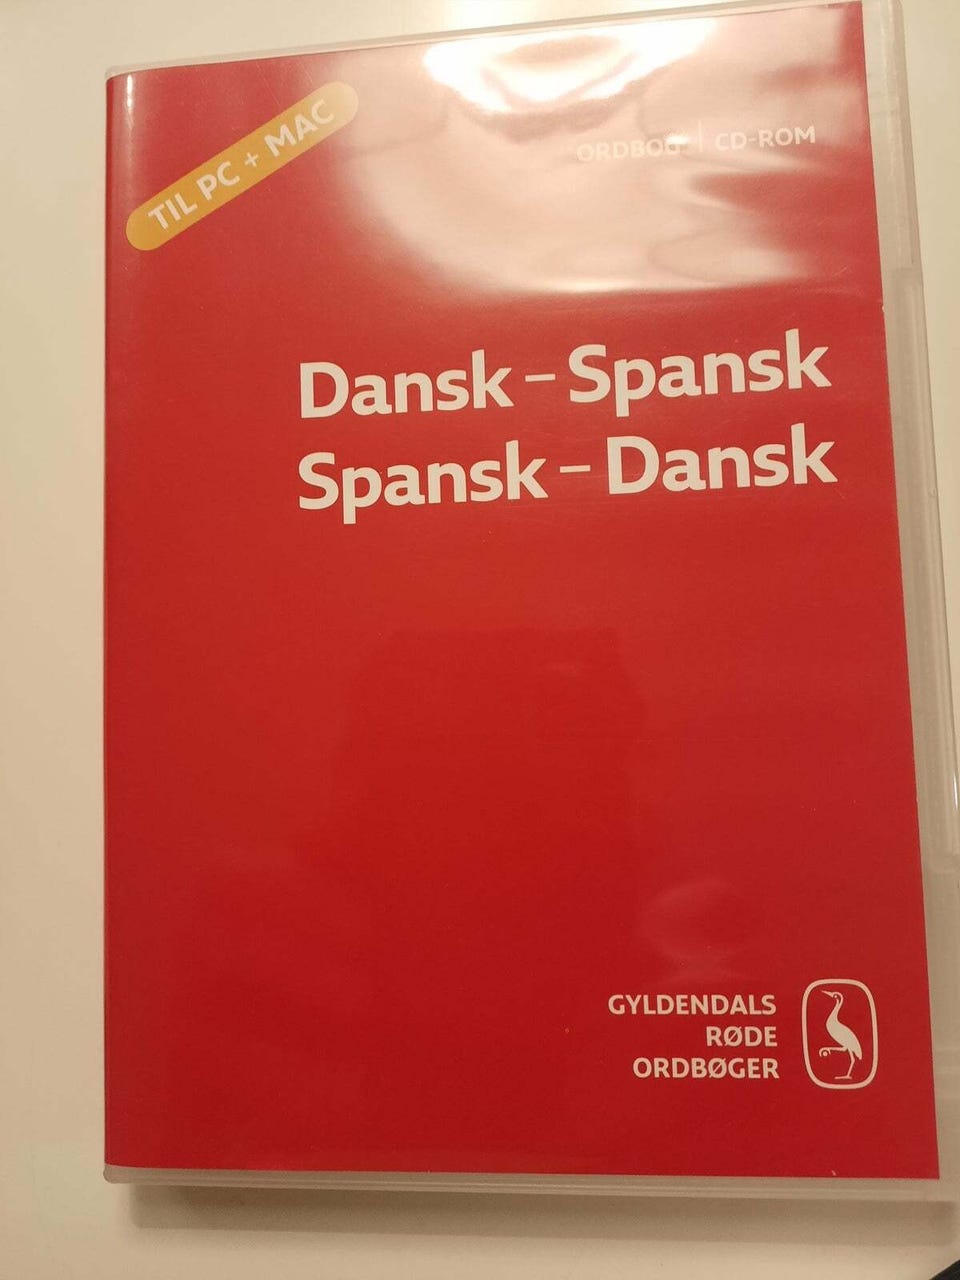 TIL PC + MAC
ORDBOG | CD-ROM
Dansk – Spansk
Spansk – Dansk
GYLDENDALS
RØDE
ORDBØGER